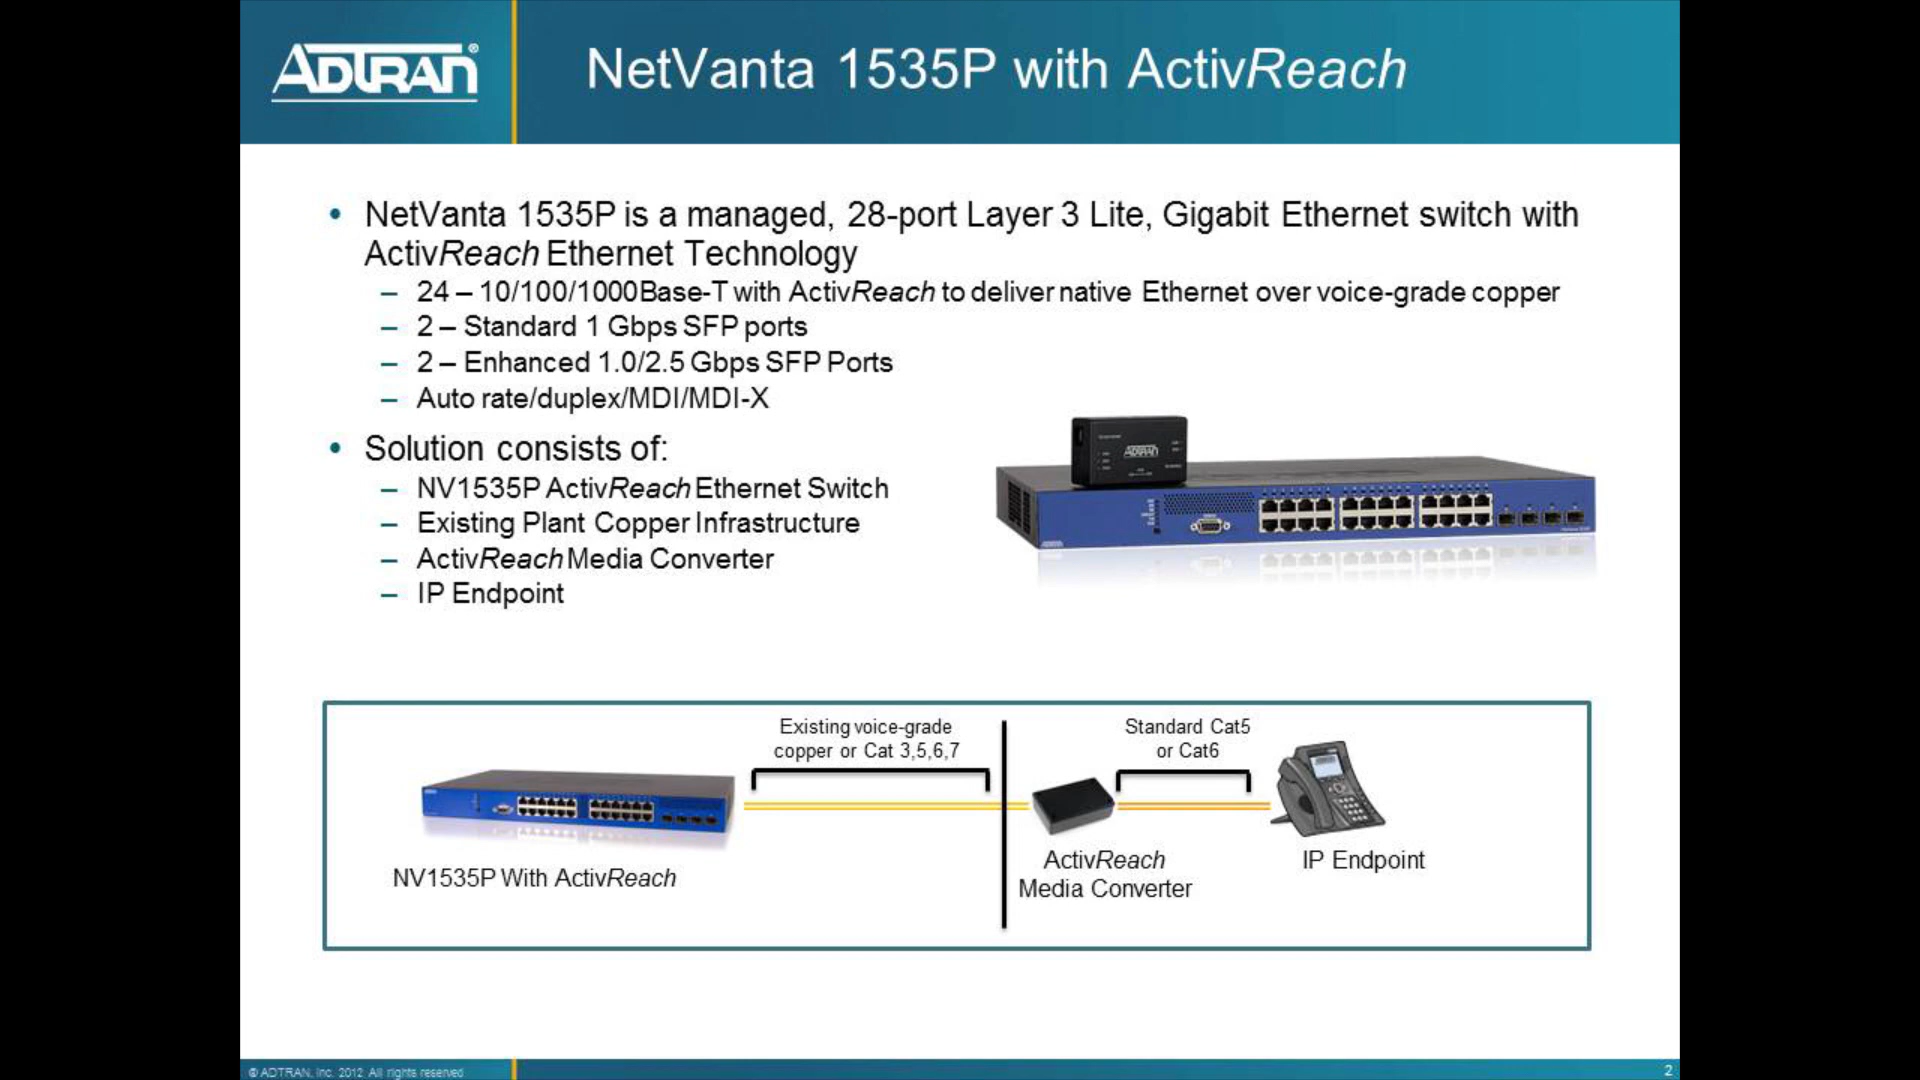 ADTRAN®
NetVanta 1535P with ActivReach
• NetVanta 1535P is a managed, 28-port Layer 3 Lite, Gigabit Ethernet switch with
ActivReach Ethernet Technology
– 24 – 10/100/1000Base-T with ActivReach to deliver native Ethernet over voice-grade copper
– 2 – Standard 1 Gbps SFP ports
– 2 – Enhanced 1.0/2.5 Gbps SFP Ports
– Auto rate/duplex/MDI/MDI-X
• Solution consists of:
– NV1535P ActivReach Ethernet Switch
– Existing Plant Copper Infrastructure
– ActivReach Media Converter
– IP Endpoint
ADTRAN
Existing voice-grade
copper or Cat 3,5,6,7
Standard Cat5
or Cat6
NV1535P With ActivReach
ActivReach
Media Converter
IP Endpoint
© ADTRAN, Inc. 2012 All rights reserved
2